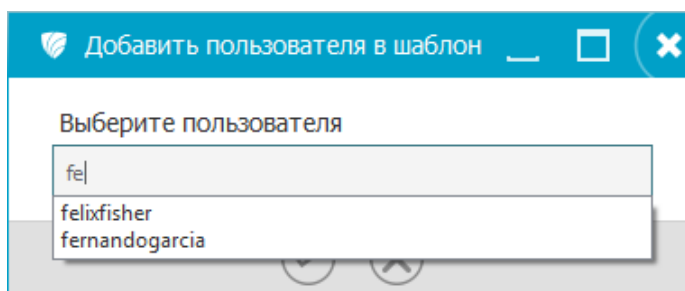 Добавить пользователя в шаблон
Выберите пользователя
fe
felixfisher
fernandogarcia